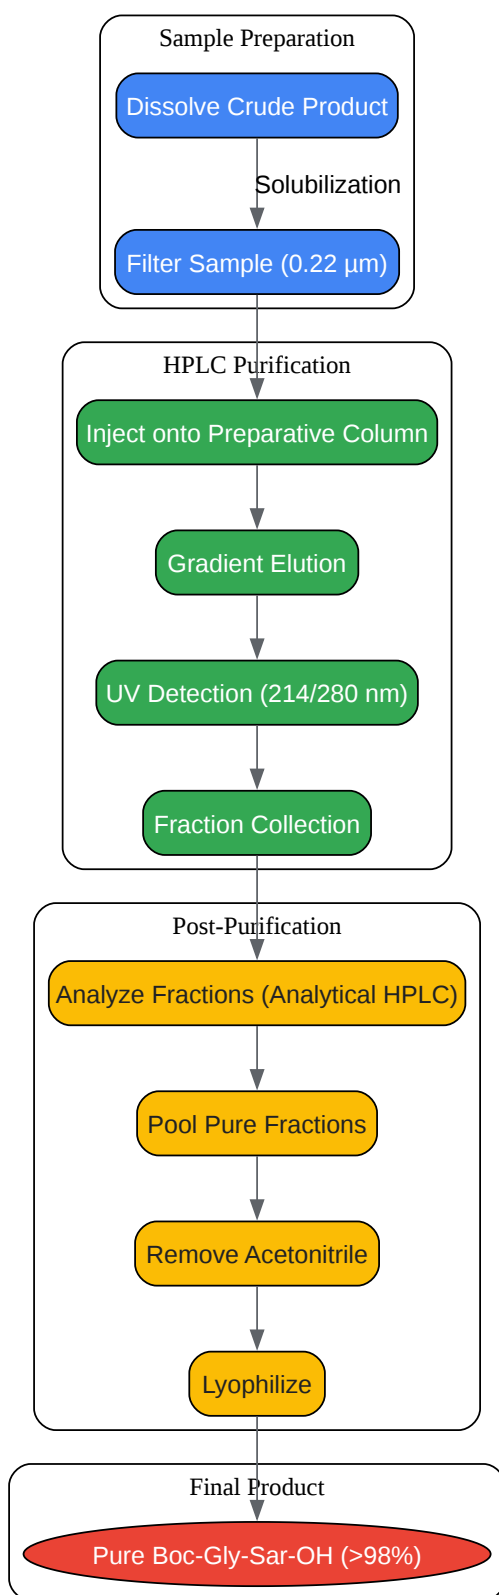 Sample Preparation
Dissolve Crude Product
Solubilization
Filter Sample (0.22 µm)
HPLC Purification
Inject onto Preparative Column
Gradient Elution
UV Detection (214/280 nm)
Fraction Collection
Post-Purification
Analyze Fractions (Analytical HPLC)
Pool Pure Fractions
Remove Acetonitrile
Lyophilize
Final Product
Pure Boc-Gly-Sar-OH (>98%)